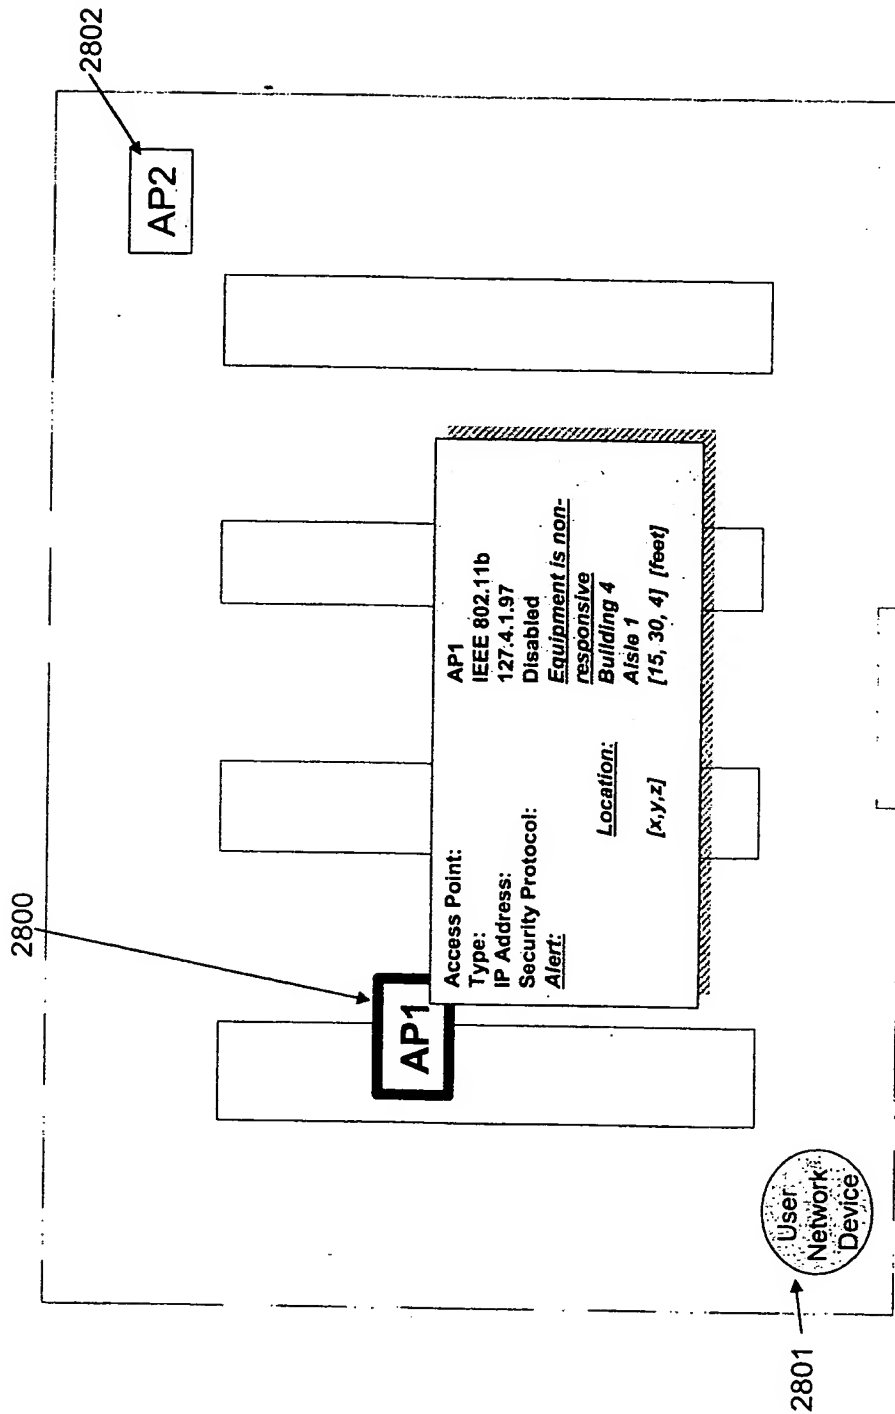 2800
2802
AP2
AP1
Access Point: AP1
Type: IEEE 802.11b
IP Address: 127.4.1.97
Security Protocol: Disabled
Alert: Equipment is non-
responsive
Location: Building 4
Aisle 1
[x,y,z] [15, 30, 4] [feet]
User
Network
Device
2801